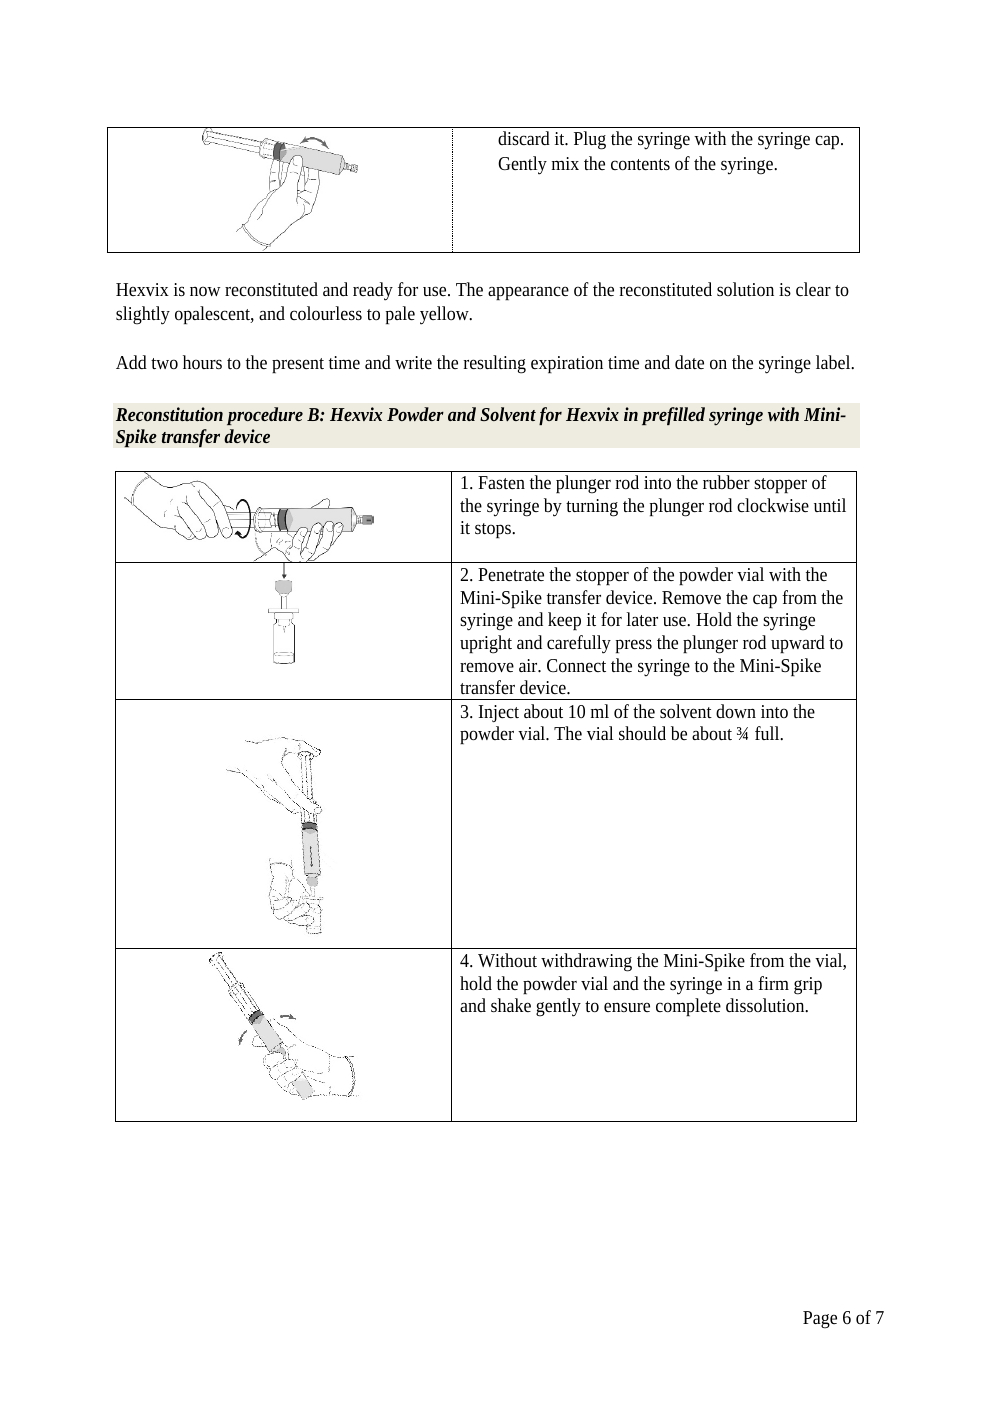 discard it. Plug the syringe with the syringe cap.
Gently mix the contents of the syringe.
Hexvix is now reconstituted and ready for use. The appearance of the reconstituted solution is clear to
slightly opalescent, and colourless to pale yellow.
Add two hours to the present time and write the resulting expiration time and date on the syringe label.
Reconstitution procedure B: Hexvix Powder and Solvent for Hexvix in prefilled syringe with Mini-
Spike transfer device
1. Fasten the plunger rod into the rubber stopper of
the syringe by turning the plunger rod clockwise until
it stops.
2. Penetrate the stopper of the powder vial with the
Mini-Spike transfer device. Remove the cap from the
syringe and keep it for later use. Hold the syringe
upright and carefully press the plunger rod upward to
remove air. Connect the syringe to the Mini-Spike
transfer device.
3. Inject about 10 ml of the solvent down into the
powder vial. The vial should be about ¾ full.
4. Without withdrawing the Mini-Spike from the vial,
hold the powder vial and the syringe in a firm grip
and shake gently to ensure complete dissolution.
Page 6 of 7